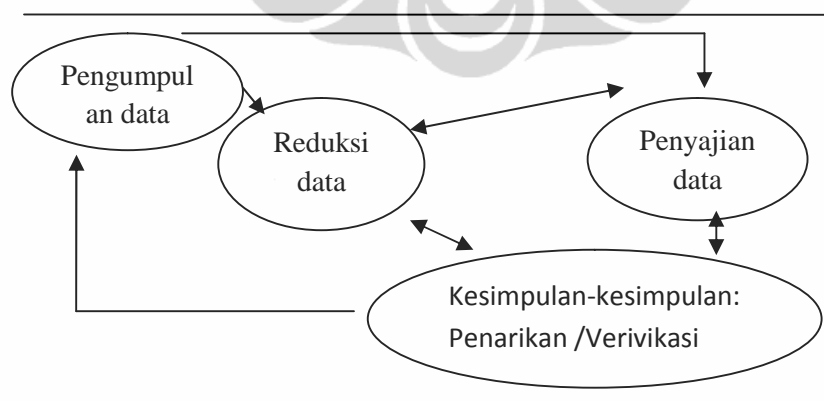 Pengumpul
an data
Reduksi
data
Penyajian
data
Kesimpulan-kesimpulan:
Penarikan /Verivikasi